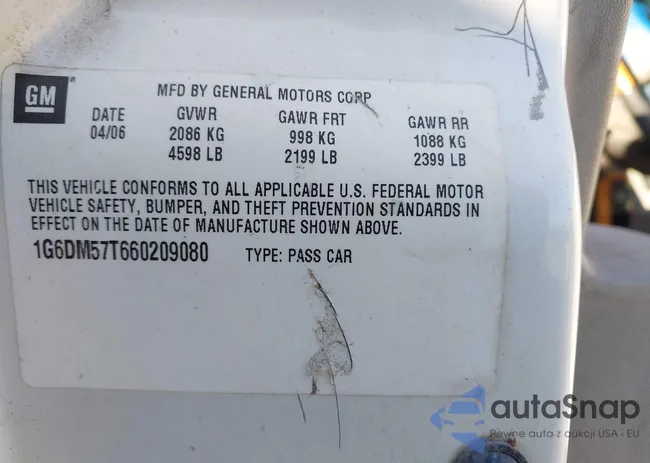 GM
MFD BY GENERAL MOTORS CORP
DATE GVWR GAWR FRT GAWR RR
04/06 2086 KG 998 KG 1088 KG
4598 LB 2199 LB 2399 LB
THIS VEHICLE CONFORMS TO ALL APPLICABLE U.S. FEDERAL MOTOR
VEHICLE SAFETY, BUMPER, AND THEFT PREVENTION STANDARDS IN
EFFECT ON THE DATE OF MANUFACTURE SHOWN ABOVE.
1G6DM57T660209080 TYPE: PASS CAR
autoSnap
Pewne auta z aukcji USA i EU